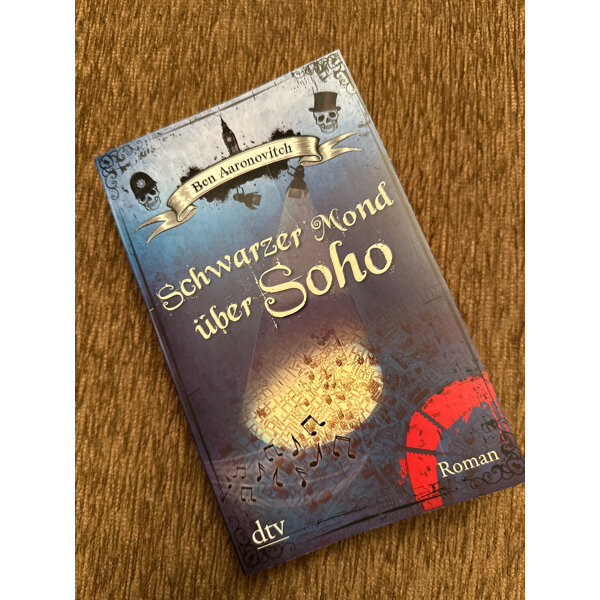 Ben Aaronovitch
Schwarzer Mond
über Soho
Roman
dtv